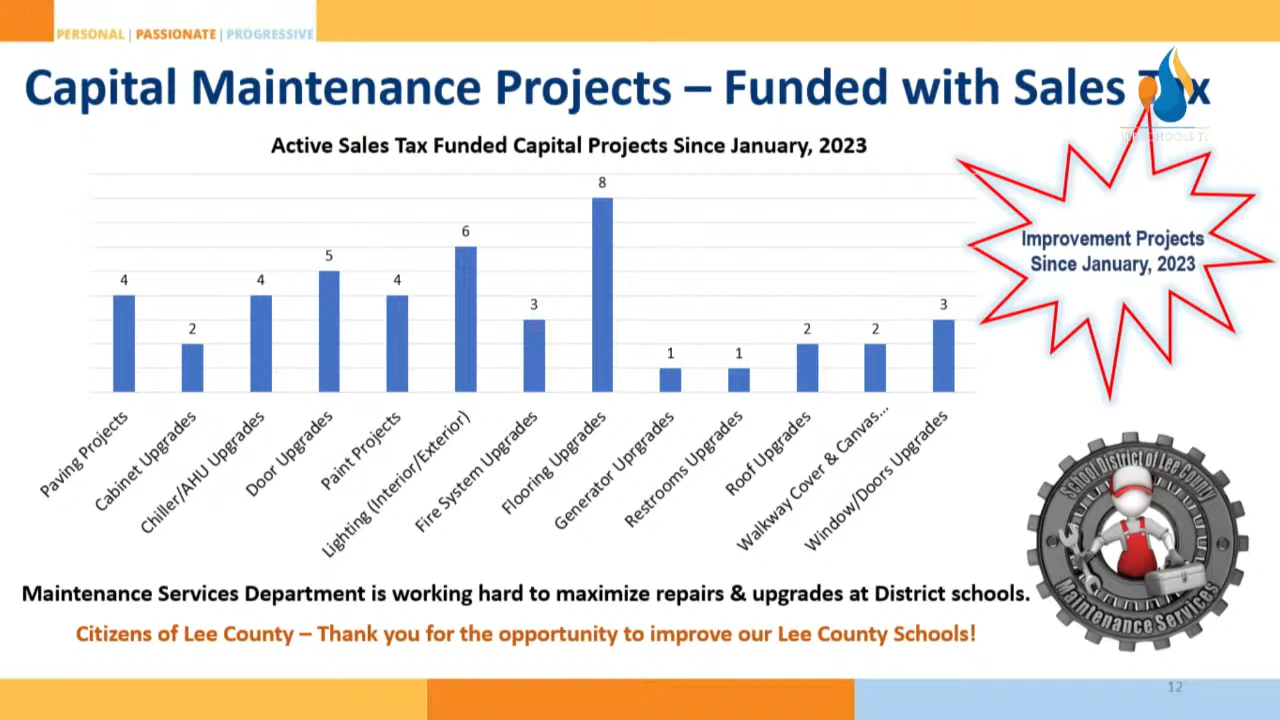 PERSONAL | PASSIONATE | PROGRESSIVE
Capital Maintenance Projects – Funded with Sales Tax
Active Sales Tax Funded Capital Projects Since January, 2023
4
2
4
5
4
6
3
8
1
1
2
2
3
Paving Projects
Cabinet Upgrades
Chiller/AHU Upgrades
Door Upgrades
Paint Projects
Lighting (Interior/Exterior)
Fire System Upgrades
Flooring Upgrades
Generator Uprgrades
Restrooms Upgrades
Roof Upgrades
Walkway Cover & Canvas...
Window/Doors Upgrades
Improvement Projects
Since January, 2023
School District of Lee County
Maintenance Services
Maintenance Services Department is working hard to maximize repairs & upgrades at District schools.
Citizens of Lee County – Thank you for the opportunity to improve our Lee County Schools!
12